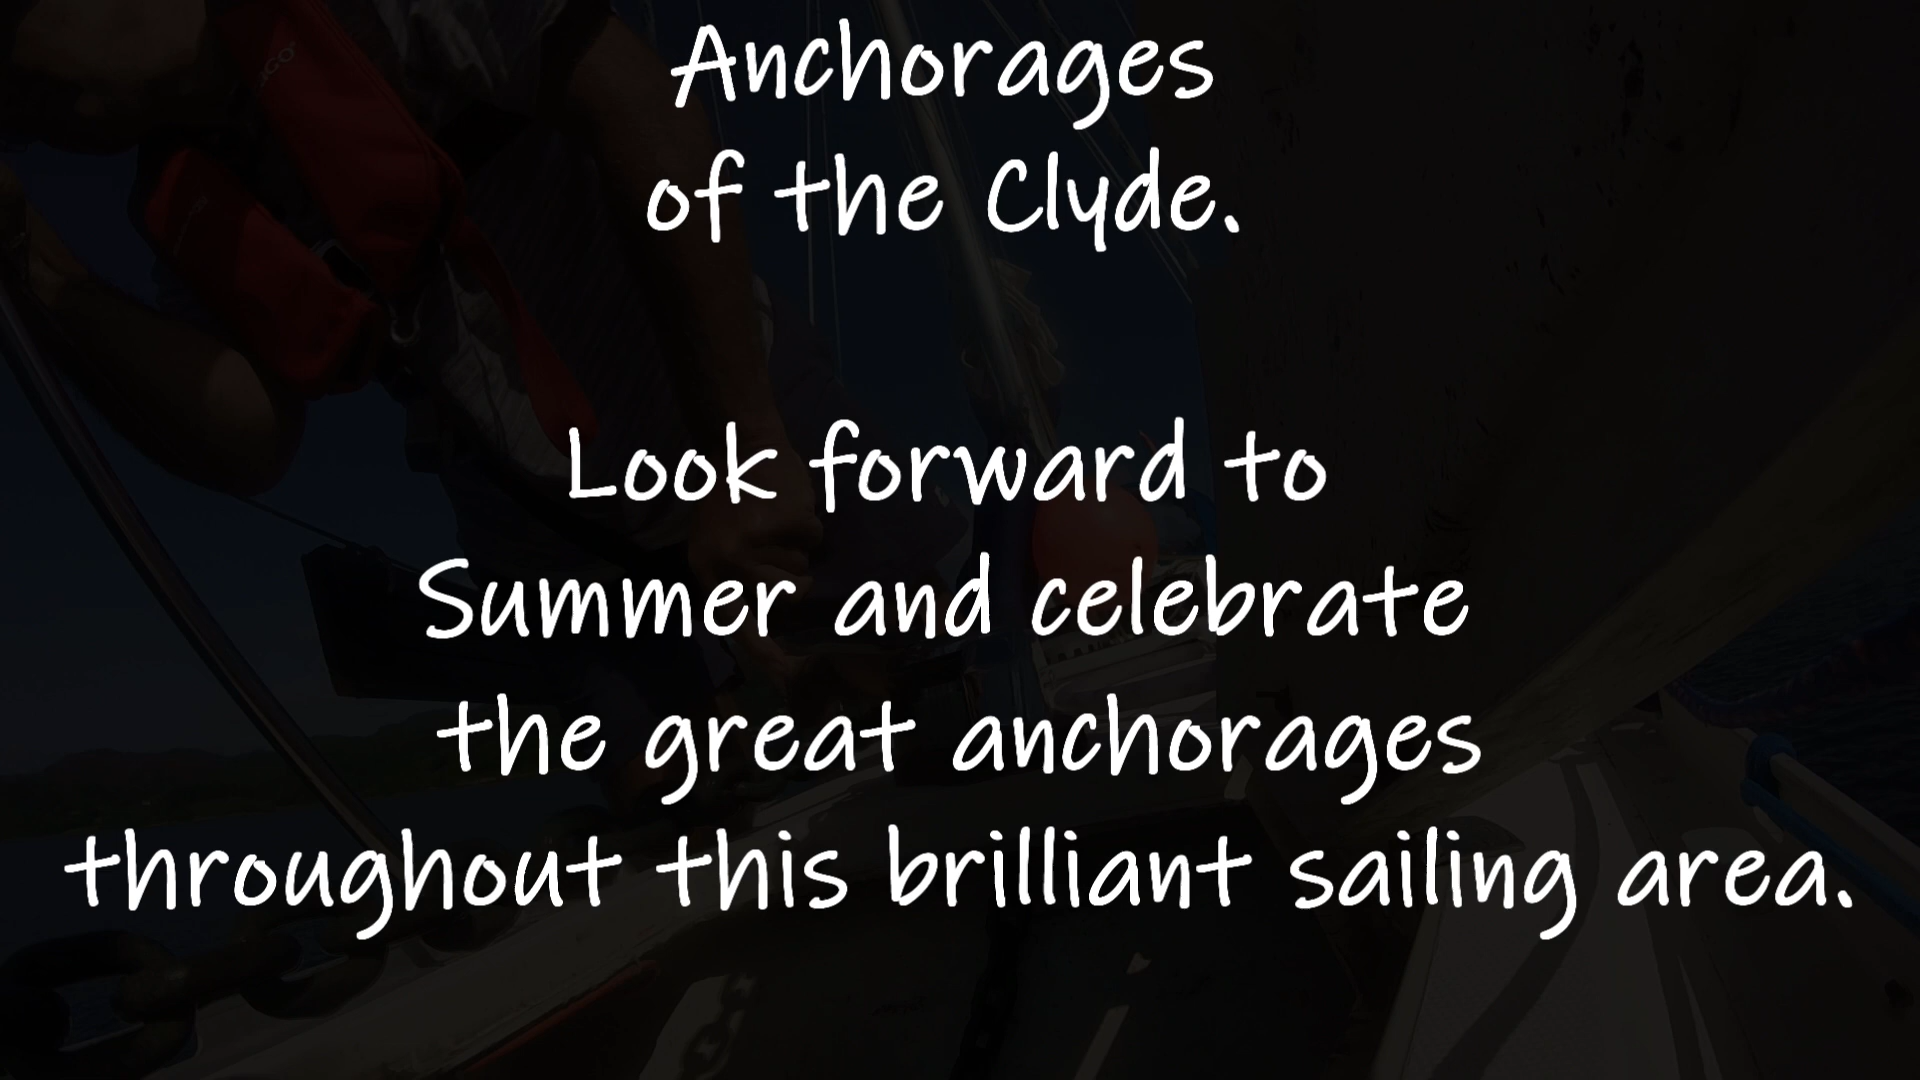 Anchorages
of the Clyde.
Look forward to
Summer and celebrate
the great anchorages
throughout this brilliant sailing area.